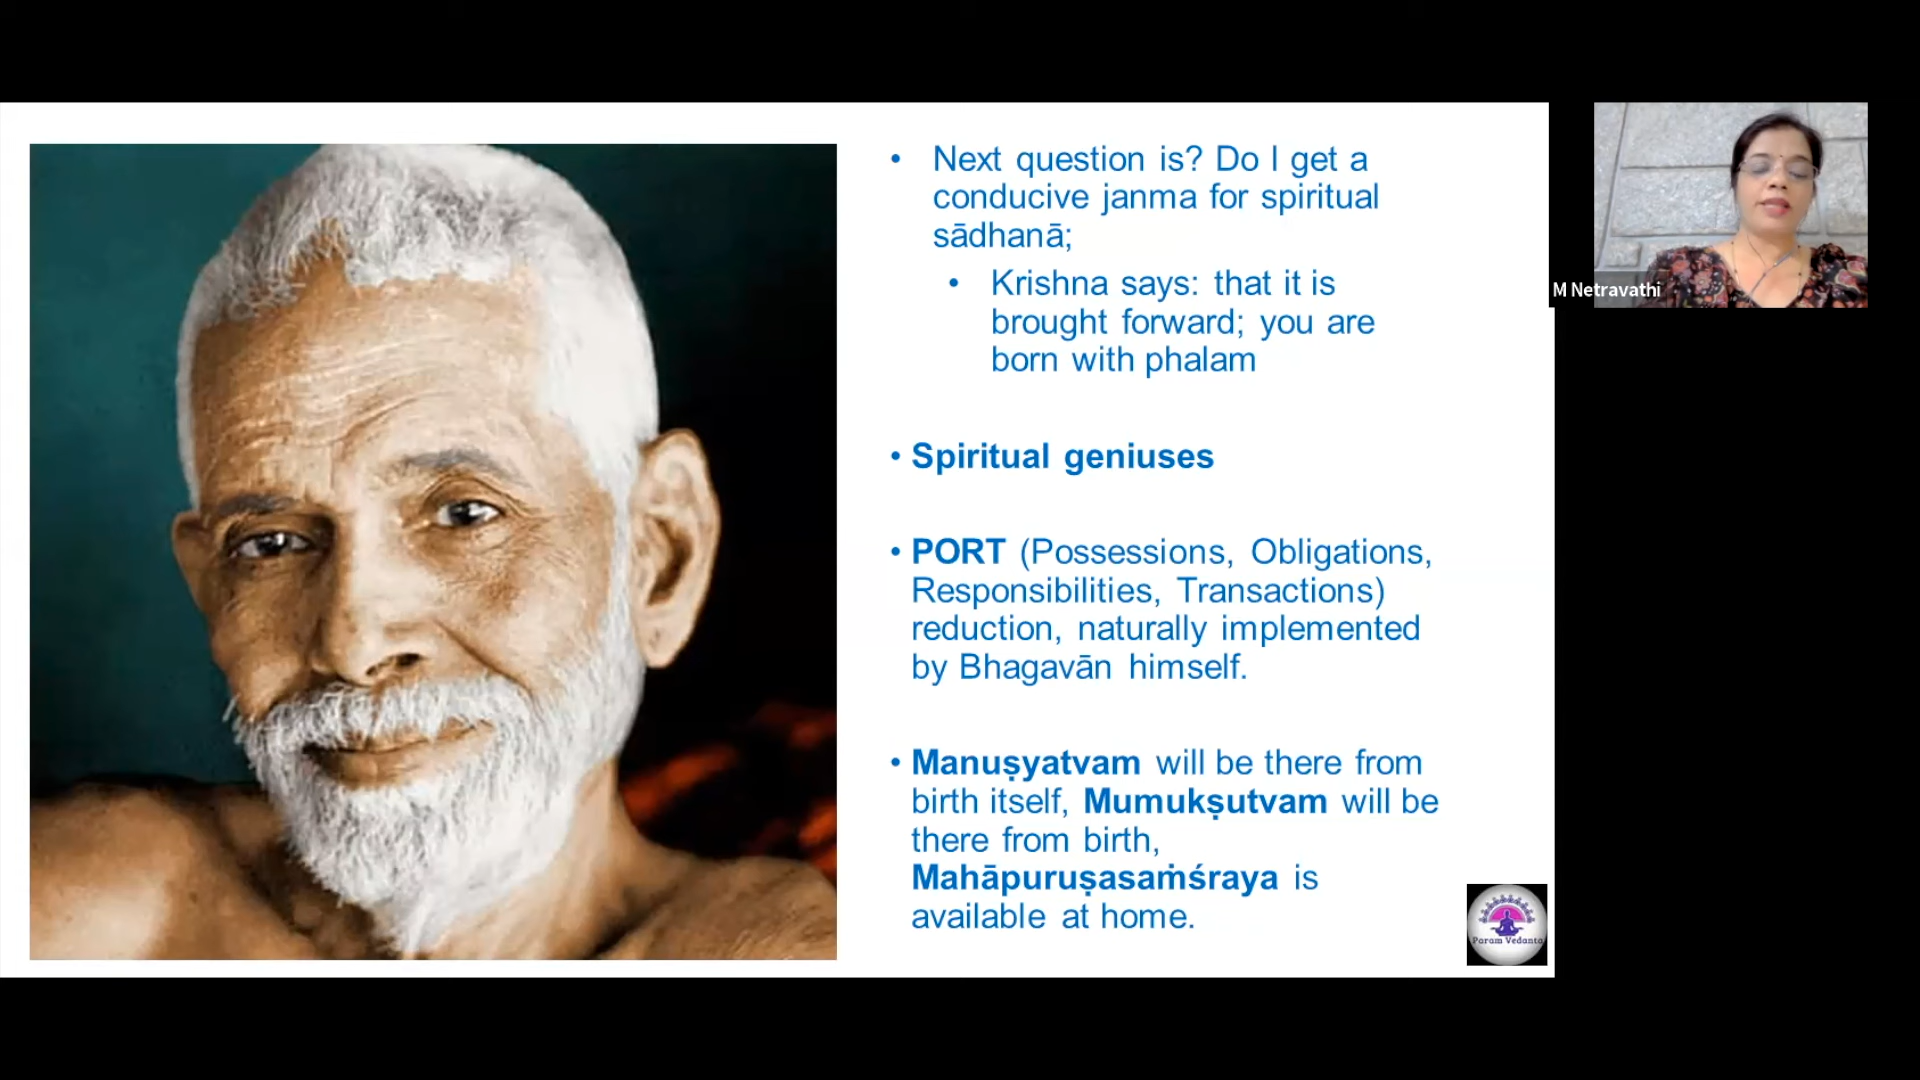 • Next question is? Do I get a
conducive janma for spiritual
sādhanā;
• Krishna says: that it is
brought forward; you are
born with phalam
• Spiritual geniuses
• PORT (Possessions, Obligations,
Responsibilities, Transactions)
reduction, naturally implemented
by Bhagavān himself.
• Manuṣyatvam will be there from
birth itself, Mumukṣutvam will be
there from birth,
Mahāpuruṣasaṁśraya is
available at home.
M Netravathi
Param Vedanta